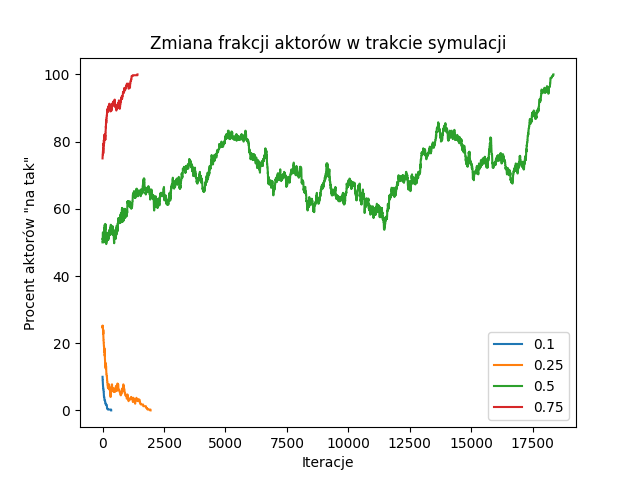 Zmiana frakcji aktorów w trakcie symulacji
Procent aktorów "na tak"
100
80
60
40
20
0
0 2500 5000 7500 10000 12500 15000 17500
Iteracje
0.1
0.25
0.5
0.75